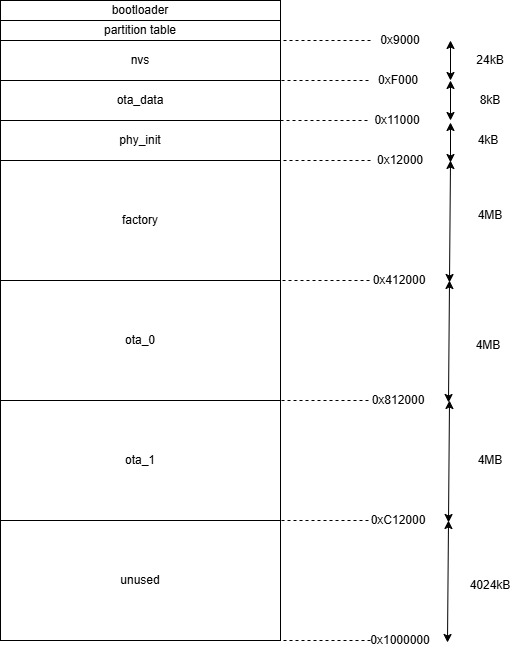 bootloader
partition table
0x9000
nvs
24kB
0xF000
ota_data
8kB
0x11000
phy_init
4kB
0x12000
factory
4MB
0x412000
ota_0
4MB
0x812000
ota_1
4MB
0xC12000
unused
4024kB
0x1000000